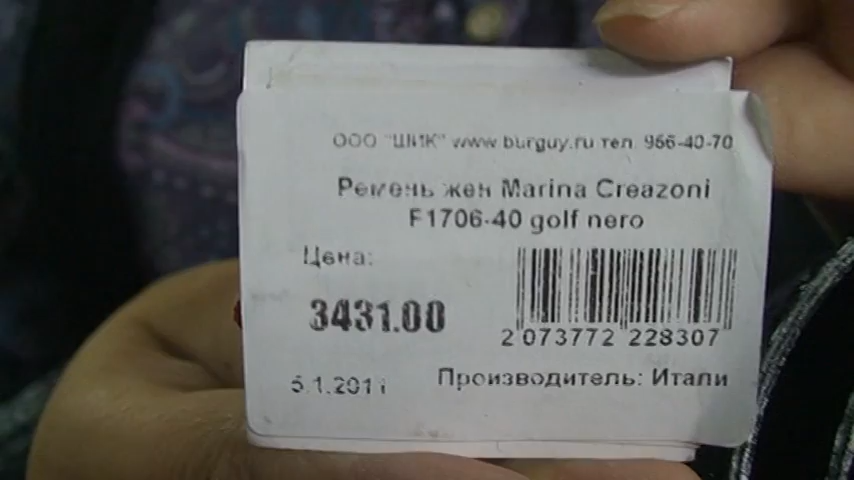 ООО "ШИК" www.burguy.ru тел. 966-40-70
Ремень жен Marina Creazoni
F1706-40 golf nero
Цена:
3431.00
2 073772 228307
5.1.2011
Производитель: Итали